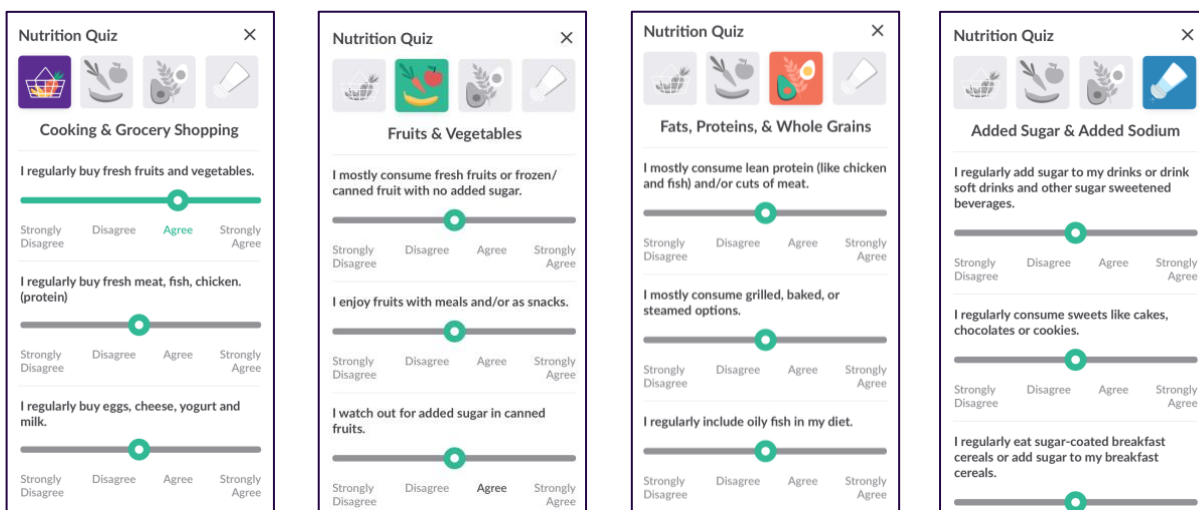 Nutrition Quiz
Cooking & Grocery Shopping
I regularly buy fresh fruits and vegetables.
Strongly Disagree Agree Strongly
Disagree Agree
I regularly buy fresh meat, fish, chicken.
(protein)
Strongly Disagree Agree Strongly
Disagree Agree
I regularly buy eggs, cheese, yogurt and
milk.
Strongly Disagree Agree Strongly
Disagree Agree
Nutrition Quiz
Fruits & Vegetables
I mostly consume fresh fruits or frozen/
canned fruit with no added sugar.
Strongly Disagree Agree Strongly
Disagree Agree
I enjoy fruits with meals and/or as snacks.
Strongly Disagree Agree Strongly
Disagree Agree
I watch out for added sugar in canned
fruits.
Strongly Disagree Agree Strongly
Disagree Agree
Nutrition Quiz
Fats, Proteins, & Whole Grains
I mostly consume lean protein (like chicken
and fish) and/or cuts of meat.
Strongly Disagree Agree Strongly
Disagree Agree
I mostly consume grilled, baked, or
steamed options.
Strongly Disagree Agree Strongly
Disagree Agree
I regularly include oily fish in my diet.
Strongly Disagree Agree Strongly
Disagree Agree
Nutrition Quiz
Added Sugar & Added Sodium
I regularly add sugar to my drinks or drink
soft drinks and other sugar sweetened
beverages.
Strongly Disagree Agree Strongly
Disagree Agree
I regularly consume sweets like cakes,
chocolates or cookies.
Strongly Disagree Agree Strongly
Disagree Agree
I regularly eat sugar-coated breakfast
cereals or add sugar to my breakfast
cereals.